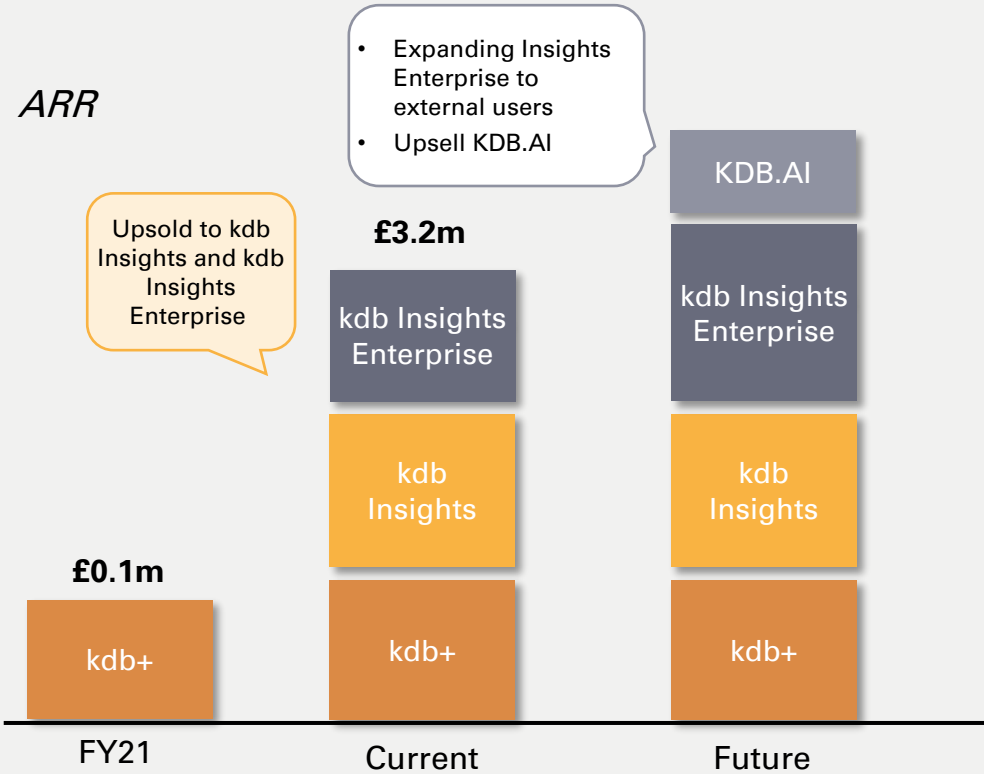 ARR
• Expanding Insights
Enterprise to
external users
• Upsell KDB.AI
Upsold to kdb
Insights and kdb
Insights
Enterprise
£0.1m
kdb+
FY21
£3.2m
kdb Insights
Enterprise
kdb
Insights
kdb+
Current
KDB.AI
kdb Insights
Enterprise
kdb
Insights
kdb+
Future